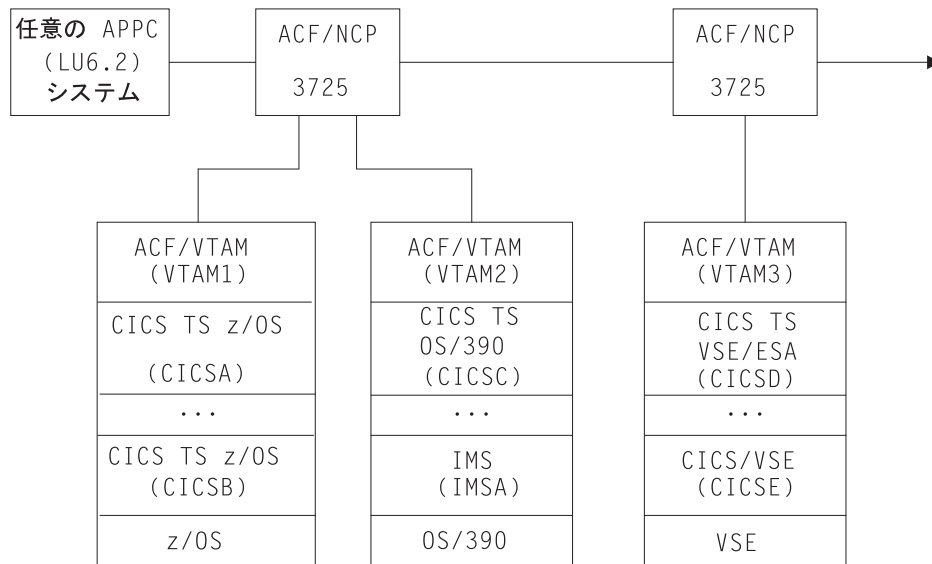 任意の APPC
(LU6.2)
システム
ACF/NCP
3725
ACF/NCP
3725
ACF/VTAM
(VTAM1)
CICS TS z/OS
(CICSA)
...
CICS TS z/OS
(CICSB)
z/OS
ACF/VTAM
(VTAM2)
CICS TS
OS/390
(CICSC)
...
IMS
(IMSA)
OS/390
ACF/VTAM
(VTAM3)
CICS TS
VSE/ESA
(CICSD)
...
CICS/VSE
(CICSE)
VSE